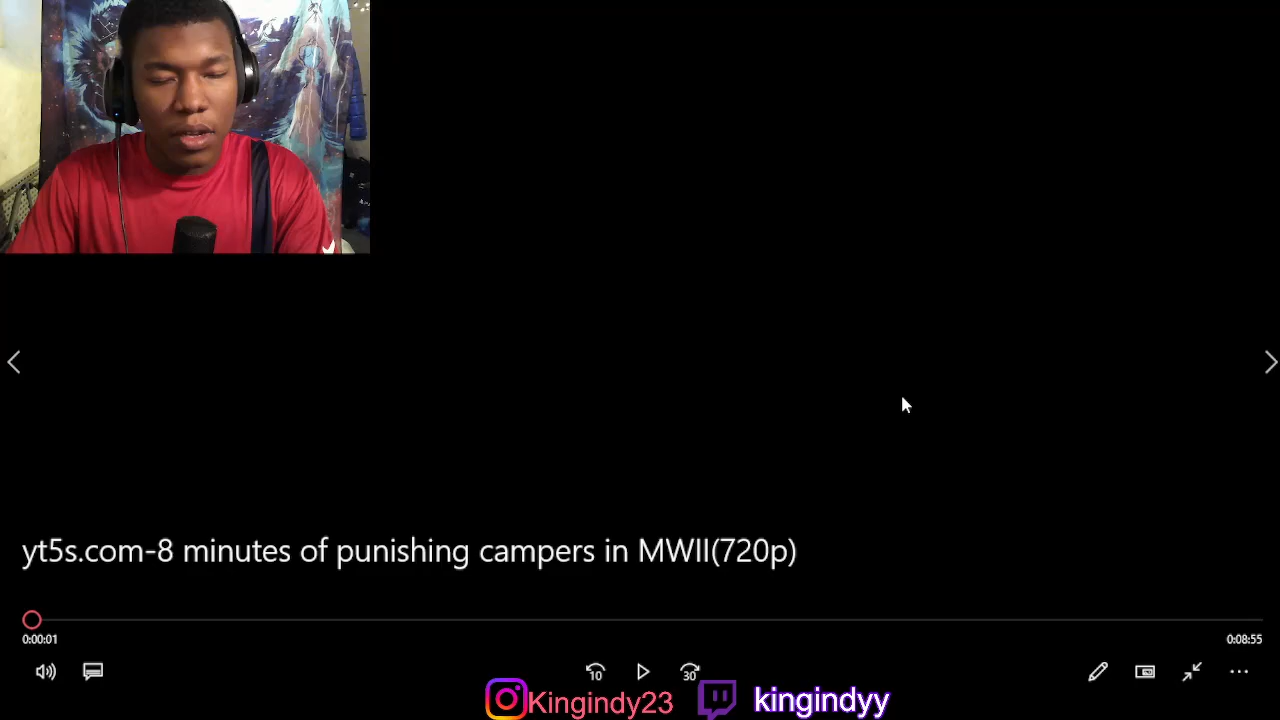 yt5s.com-8 minutes of punishing campers in MWII(720p)
0:00:01
0:08:55
10
30
Kingindy23
kingindyy